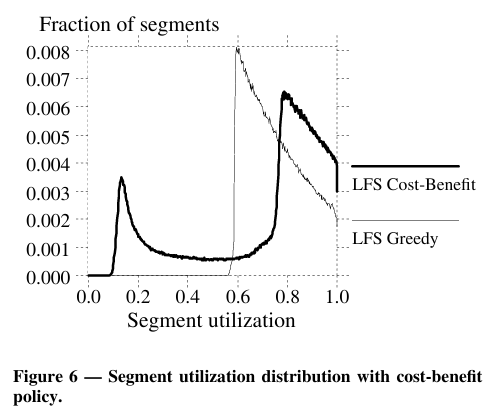 Fraction of segments
0.008
0.007
0.006
0.005
0.004
0.003
0.002
0.001
0.000
0.0 0.2 0.4 0.6 0.8 1.0
Segment utilization
LFS Cost-Benefit
LFS Greedy
Figure 6 — Segment utilization distribution with cost-benefit
policy.